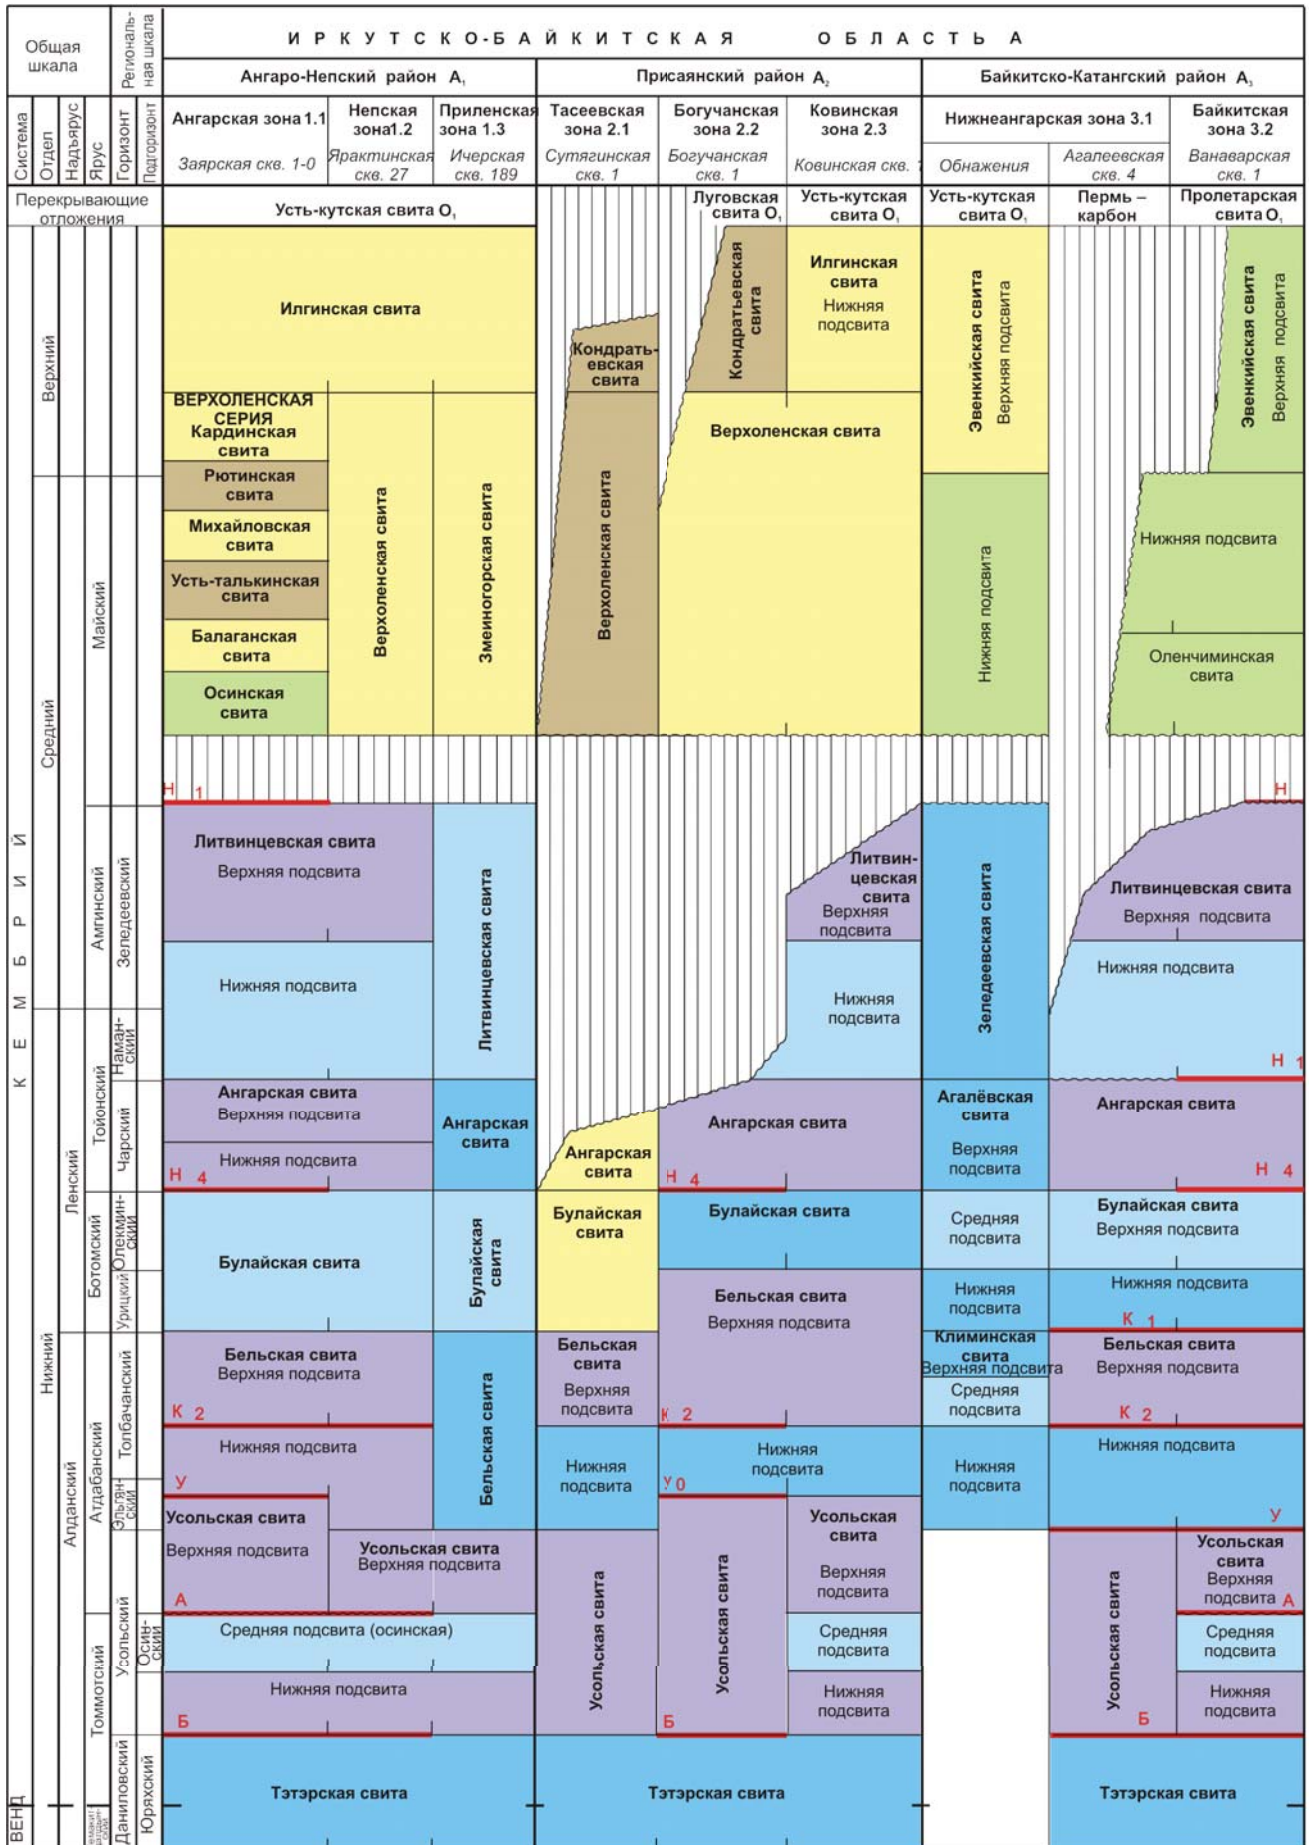 ИРКУТСКО-БАЙКИТСКАЯ ОБЛАСТЬ А
Общая
шкала
Региональ-
ная шкала
Ангаро-Непский район А₁
Присаянский район А₂
Байкитско-Катангский район А₃
Система
Отдел
Надъярус
Ярус
Горизонт
Подгоризонт
Ангарская зона 1.1
Заярская скв. 1-0
Непская
зона1.2
Ярактинская
скв. 27
Приленская
зона 1.3
Ичерская
скв. 189
Тасеевская
зона 2.1
Сутягинская
скв. 1
Богучанская
зона 2.2
Богучанская
скв. 1
Ковинская
зона 2.3
Ковинская скв. 1
Нижнеангарская зона 3.1
Обнажения
Агалеевская
скв. 4
Байкитская
зона 3.2
Ванаварская
скв. 1
Перекрывающие
отложения
Усть-кутская свита О₁
Луговская
свита О₁
Усть-кутская
свита О₁
Усть-кутская
свита О₁
Пермь –
карбон
Пролетарская
свита О₁
КЕМБРИЙ
ВЕНД
Верхний
Средний
Нижний
Ленский
Алданский
Майский
Амгинский
Тойонский
Ботомский
Атдабанский
Томмотский
Зеледеевский
Наман-
ский
Чарский
Олекмин-
ский
Урицкий
Толбачанский
Эльгян-
ский
Усольский
Осин-
ский
Даниловский
Юряхский
Илгинская свита
ВЕРХОЛЕНСКАЯ
СЕРИЯ
Кардинская
свита
Рютинская
свита
Михайловская
свита
Усть-талькинская
свита
Балаганская
свита
Осинская
свита
Верхоленская свита
Змеиногорская свита
Кондрать-
евская
свита
Верхоленская свита
Кондратьевская
свита
Илгинская
свита
Нижняя
подсвита
Верхоленская свита
Эвенкийская свита
Верхняя подсвита
Нижняя подсвита
Эвенкийская свита
Верхняя подсвита
Нижняя подсвита
Оленчиминская
свита
Н 1
Н
Литвинцевская свита
Верхняя подсвита
Нижняя подсвита
Литвинцевская свита
Литвин-
цевская
свита
Верхняя
подсвита
Нижняя
подсвита
Зеледеевская свита
Литвинцевская свита
Верхняя подсвита
Нижняя подсвита
Н 1
Ангарская свита
Верхняя подсвита
Нижняя подсвита
Н 4
Ангарская
свита
Ангарская
свита
Ангарская свита
Н 4
Агалёвская
свита
Верхняя
подсвита
Ангарская свита
Н 4
Булайская свита
Булайская
свита
Булайская
свита
Булайская свита
Средняя
подсвита
Нижняя
подсвита
Булайская свита
Верхняя подсвита
Нижняя подсвита
К 1
Бельская свита
Верхняя подсвита
К 2
Нижняя подсвита
У
Бельская свита
Бельская
свита
Верхняя
подсвита
Нижняя
подсвита
Бельская свита
Верхняя подсвита
К 2
Нижняя
подсвита
У 0
Климинская
свита
Верхняя подсвита
Средняя
подсвита
Нижняя
подсвита
Бельская свита
Верхняя подсвита
К 2
Нижняя подсвита
У
Усольская свита
Верхняя подсвита
А
Усольская свита
Верхняя подсвита
Средняя подсвита (осинская)
Нижняя подсвита
Б
Усольская свита
Усольская свита
Б
Усольская
свита
Верхняя
подсвита
Средняя
подсвита
Нижняя
подсвита
Усольская свита
Б
Усольская
свита
Верхняя
подсвита
А
Средняя
подсвита
Нижняя
подсвита
Тэтэрская свита
Тэтэрская свита
Тэтэрская свита